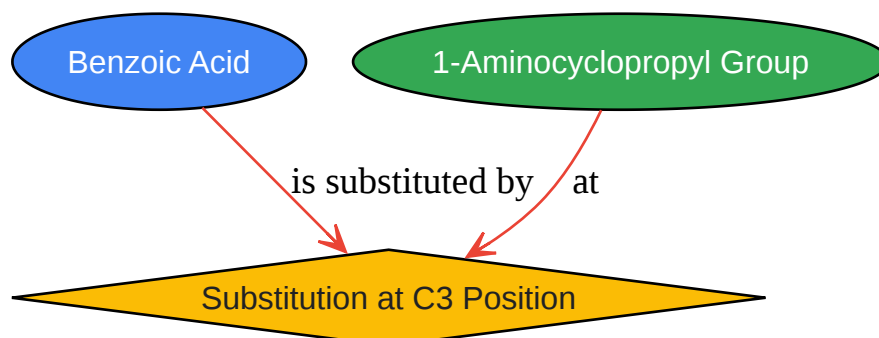 Benzoic Acid
1-Aminocyclopropyl Group
is substituted by
at
Substitution at C3 Position